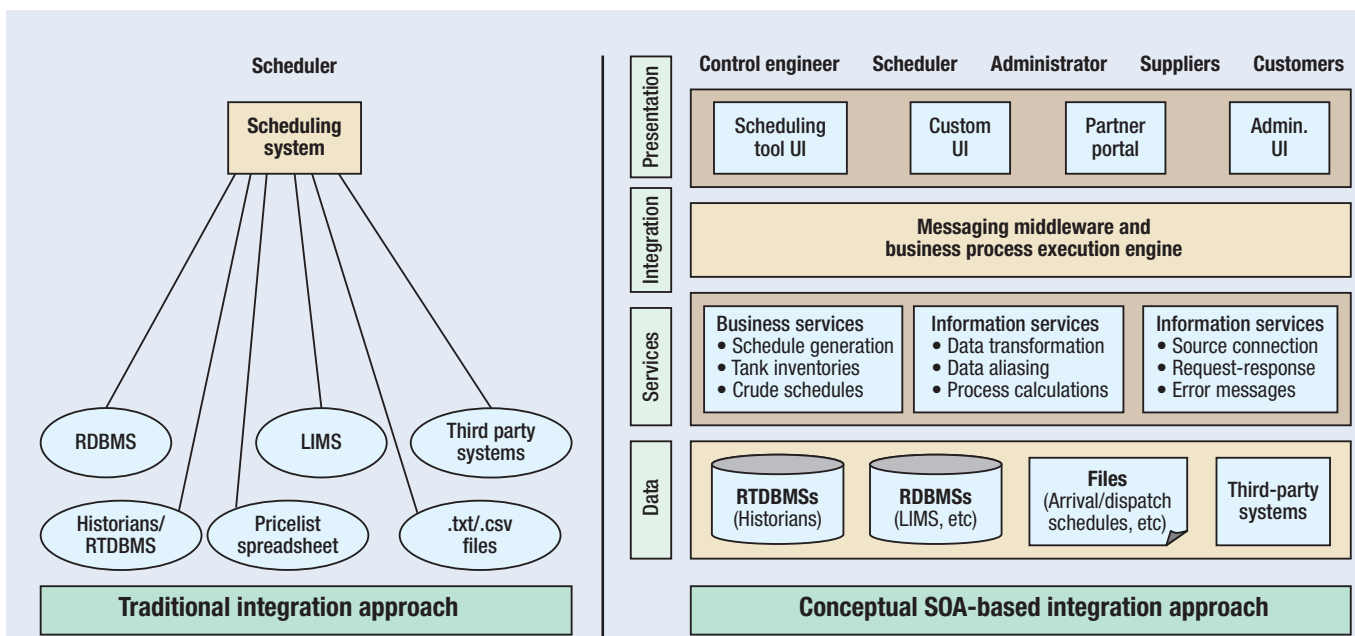 Scheduler
Scheduling
system
RDBMS
LIMS
Third party
systems
Historians/
RTDBMS
Pricelist
spreadsheet
.txt/.csv
files
Traditional integration approach
Control engineer
Scheduler
Administrator
Suppliers
Customers
Presentation
Scheduling
tool UI
Custom
UI
Partner
portal
Admin.
UI
Integration
Messaging middleware and
business process execution engine
Services
Business services
• Schedule generation
• Tank inventories
• Crude schedules
Information services
• Data transformation
• Data aliasing
• Process calculations
Information services
• Source connection
• Request-response
• Error messages
Data
RTDBMSs
(Historians)
RDBMSs
(LIMS, etc)
Files
(Arrival/dispatch
schedules, etc)
Third-party
systems
Conceptual SOA-based integration approach